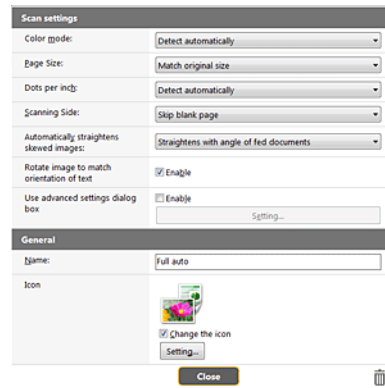 Scan settings
Color mode:
Detect automatically
Page Size:
Match original size
Dots per inch:
Detect automatically
Scanning Side:
Skip blank page
Automatically straightens
skewed images:
Straightens with angle of fed documents
Rotate image to match
orientation of text
Enable
Use advanced settings dialog
box
Enable
Setting...
General
Name:
Full auto
Icon
Change the icon
Setting...
Close